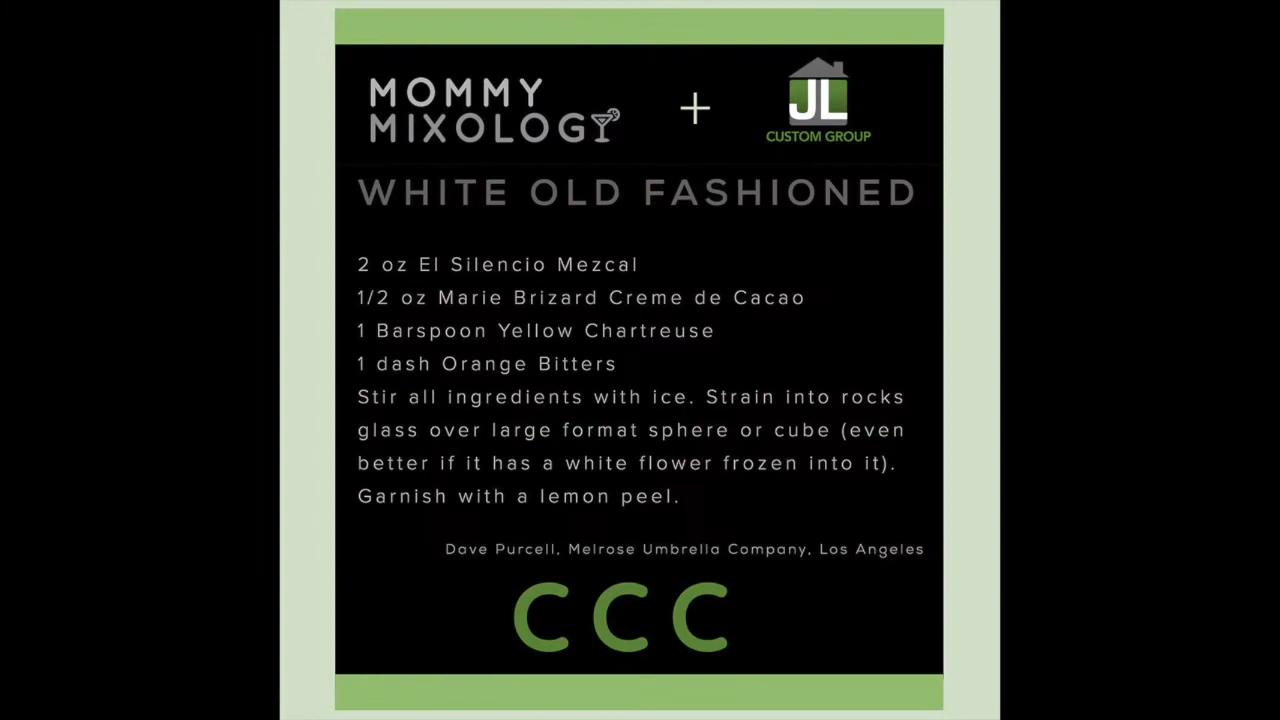 MOMMY
MIXOLOGY
+
JL
CUSTOM GROUP
WHITE OLD FASHIONED
2 oz El Silencio Mezcal
1/2 oz Marie Brizard Creme de Cacao
1 Barspoon Yellow Chartreuse
1 dash Orange Bitters
Stir all ingredients with ice. Strain into rocks
glass over large format sphere or cube (even
better if it has a white flower frozen into it).
Garnish with a lemon peel.
Dave Purcell, Melrose Umbrella Company, Los Angeles
CCC